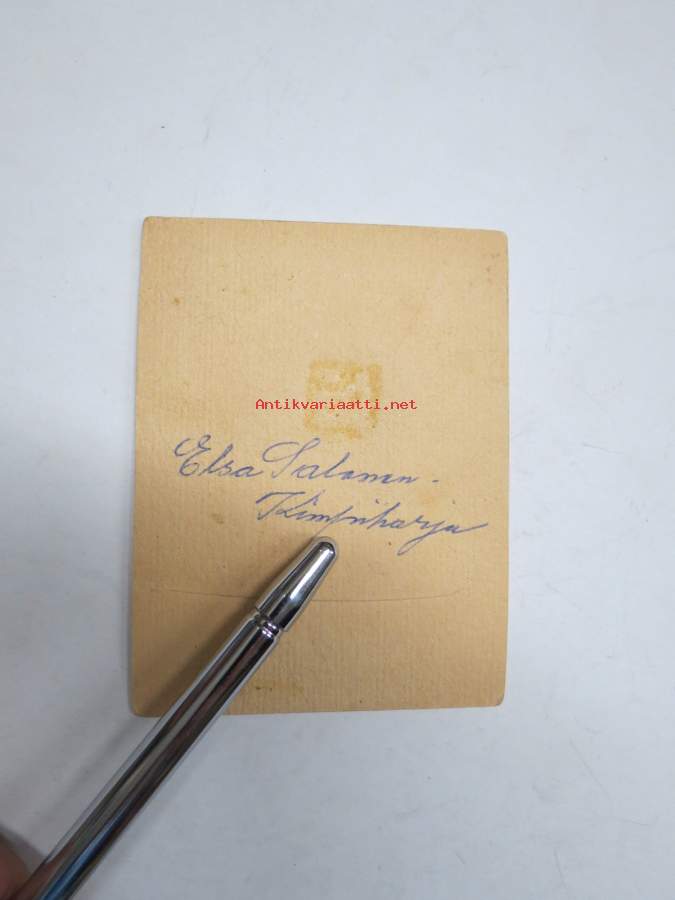 Antikvariaatti.net
Elsa Salonen -
Kimpiharju